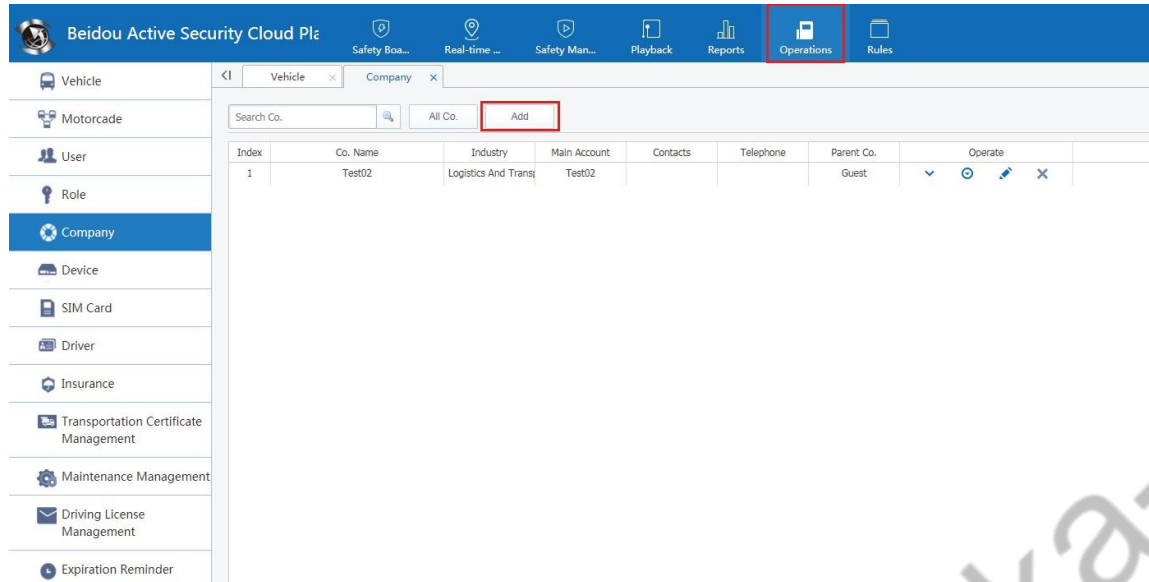 Beidou Active Security Cloud Pla
Safety Boa...
Real-time ...
Safety Man...
Playback
Reports
Operations
Rules
Vehicle
Motorcade
User
Role
Company
Device
SIM Card
Driver
Insurance
Transportation Certificate
Management
Maintenance Management
Driving License
Management
Expiration Reminder
Vehicle
Company
Search Co.
All Co.
Add
Index Co. Name Industry Main Account Contacts Telephone Parent Co. Operate
1 Test02 Logistics And Trans Test02 Guest